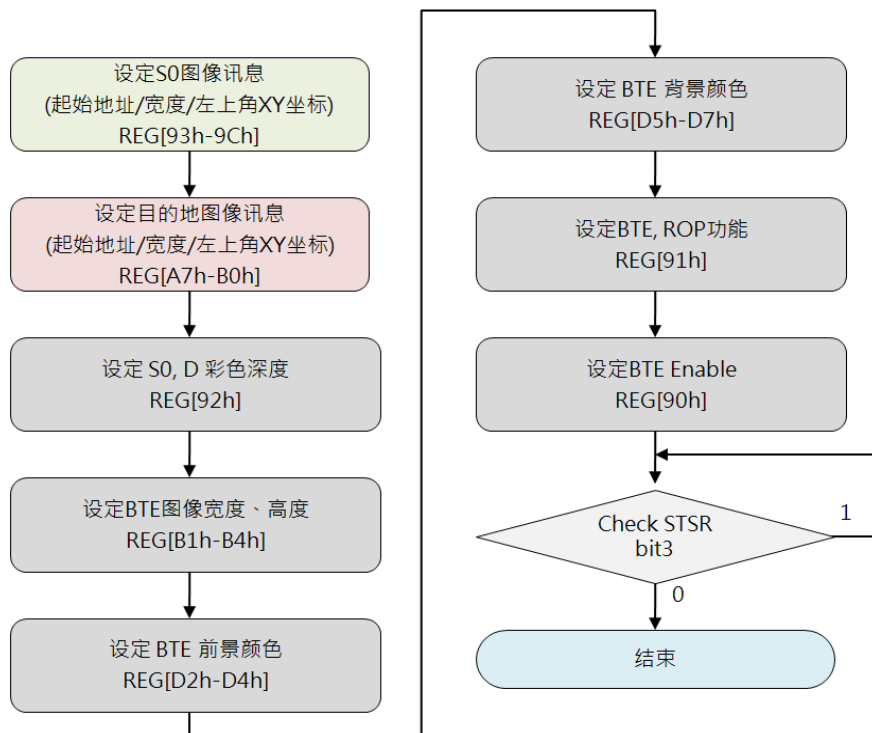 设定S0图像讯息
(起始地址/宽度/左上角XY坐标)
REG[93h-9Ch]
设定目的地图像讯息
(起始地址/宽度/左上角XY坐标)
REG[A7h-B0h]
设定 S0, D 彩色深度
REG[92h]
设定BTE图像宽度、高度
REG[B1h-B4h]
设定 BTE 前景颜色
REG[D2h-D4h]
设定 BTE 背景颜色
REG[D5h-D7h]
设定BTE, ROP功能
REG[91h]
设定BTE Enable
REG[90h]
Check STSR
bit3
1
0
结束